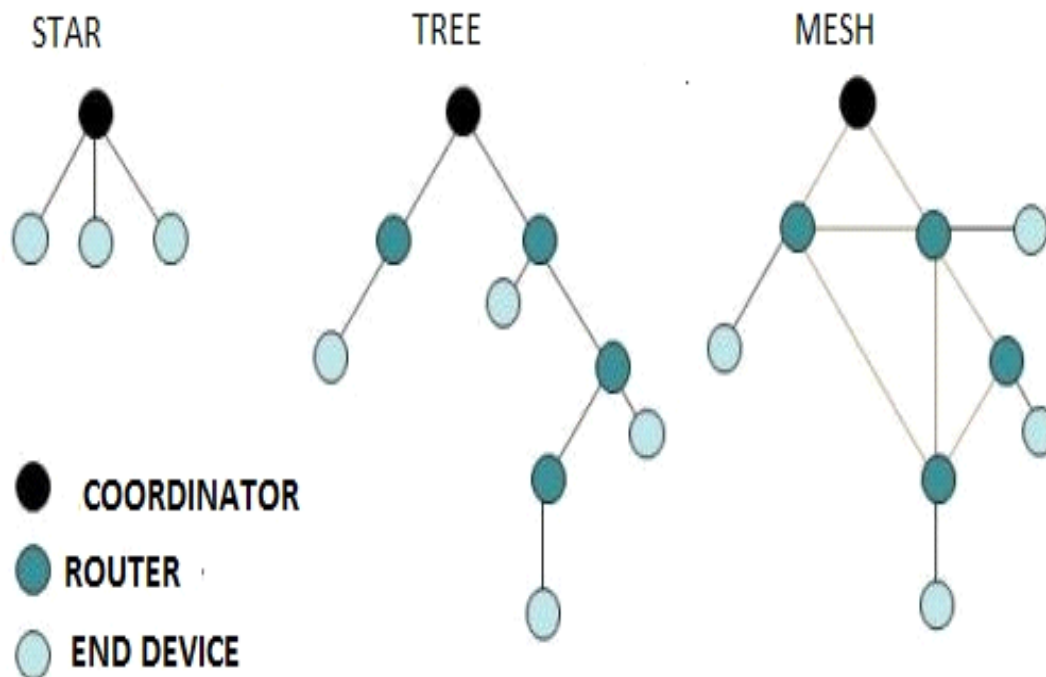 STAR
TREE
MESH
COORDINATOR
ROUTER
END DEVICE